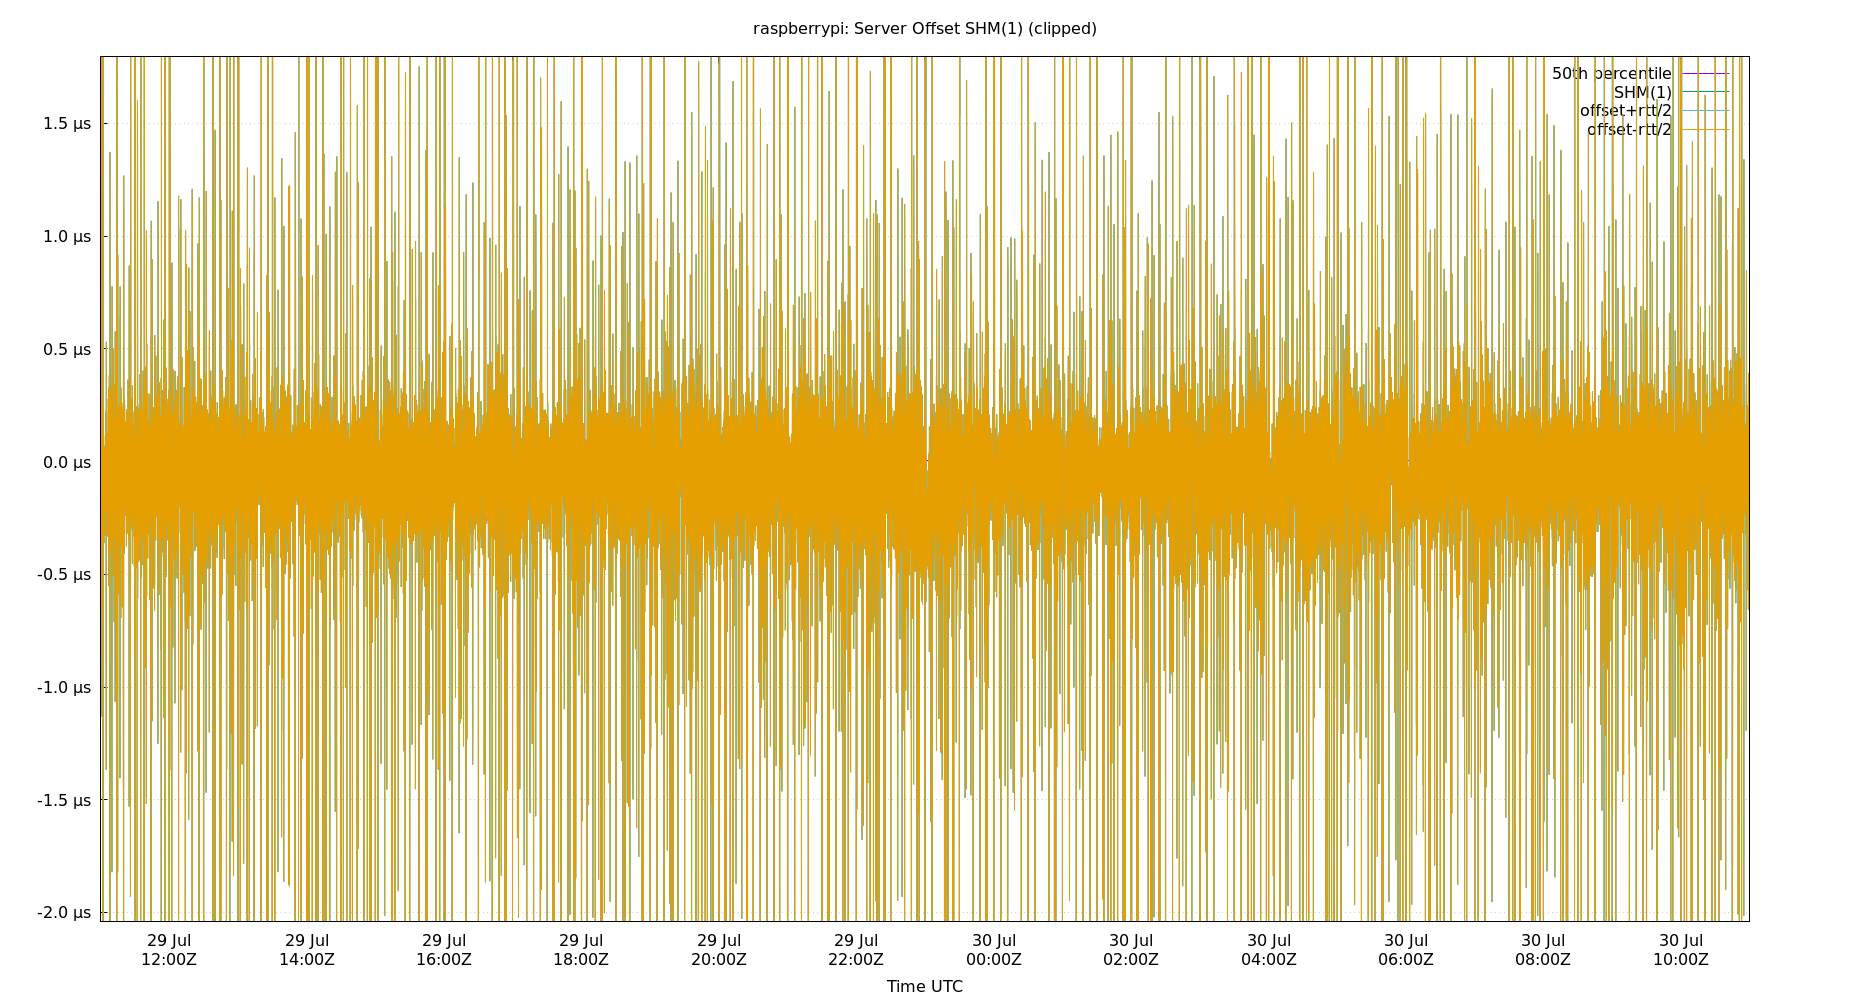 raspberrypi: Server Offset SHM(1) (clipped)
50th percentile
SHM(1)
offset+rtt/2
offset-rtt/2
1.5 µs
1.0 µs
0.5 µs
0.0 µs
-0.5 µs
-1.0 µs
-1.5 µs
-2.0 µs
29 Jul 29 Jul 29 Jul 29 Jul 29 Jul 29 Jul 30 Jul 30 Jul 30 Jul 30 Jul 30 Jul 30 Jul
12:00Z 14:00Z 16:00Z 18:00Z 20:00Z 22:00Z 00:00Z 02:00Z 04:00Z 06:00Z 08:00Z 10:00Z
Time UTC